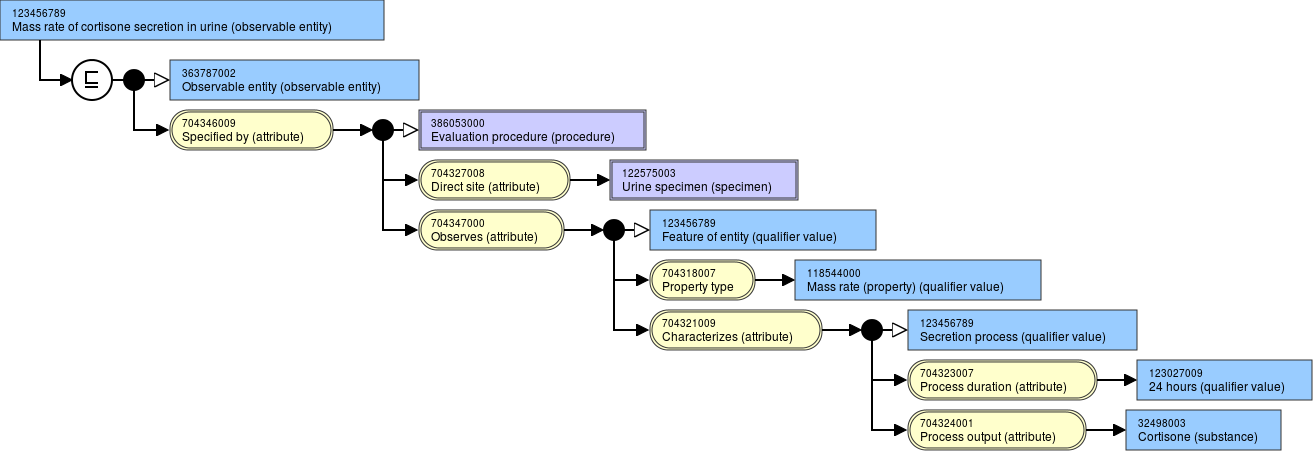 123456789
Mass rate of cortisone secretion in urine (observable entity)
⊑
363787002
Observable entity (observable entity)
704346009
Specified by (attribute)
386053000
Evaluation procedure (procedure)
704327008
Direct site (attribute)
122575003
Urine specimen (specimen)
704347000
Observes (attribute)
123456789
Feature of entity (qualifier value)
704318007
Property type
118544000
Mass rate (property) (qualifier value)
704321009
Characterizes (attribute)
123456789
Secretion process (qualifier value)
704323007
Process duration (attribute)
123027009
24 hours (qualifier value)
704324001
Process output (attribute)
32498003
Cortisone (substance)